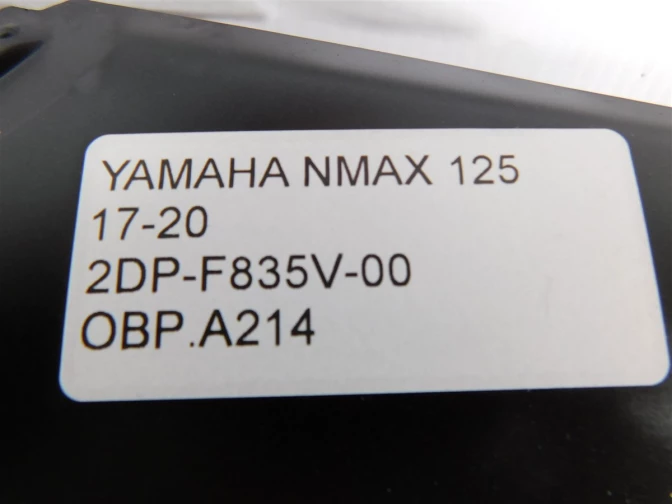 YAMAHA NMAX 125
17-20
2DP-F835V-00
OBP.A214